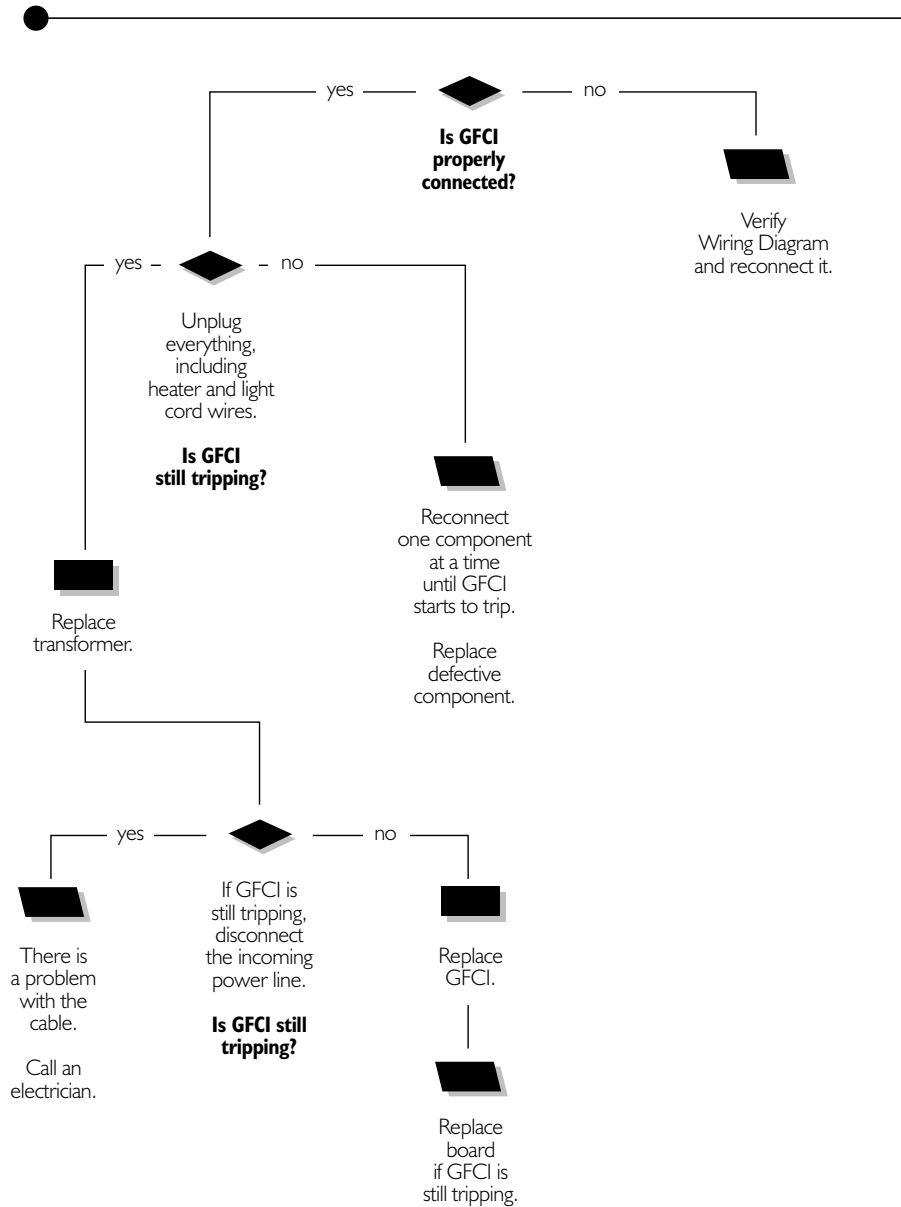 yes
no
Is GFCI
properly
connected?
Verify
Wiring Diagram
and reconnect it.
yes
no
Unplug
everything,
including
heater and light
cord wires.
Is GFCI
still tripping?
Reconnect
one component
at a time
until GFCI
starts to trip.
Replace
defective
component.
Replace
transformer.
yes
no
If GFCI is
still tripping,
disconnect
the incoming
power line.
Is GFCI still
tripping?
There is
a problem
with the
cable.
Call an
electrician.
Replace
GFCI.
Replace
board
if GFCI is
still tripping.